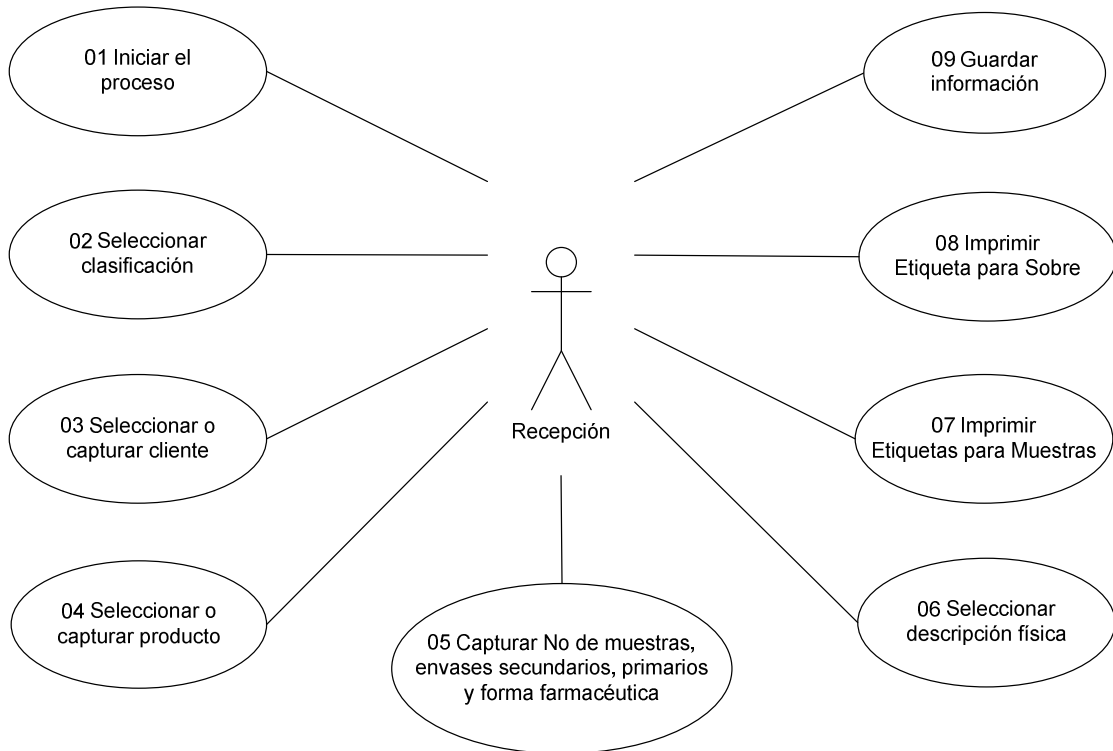 01 Iniciar el
proceso
02 Seleccionar
clasificación
03 Seleccionar o
capturar cliente
04 Seleccionar o
capturar producto
05 Capturar No de muestras,
envases secundarios, primarios
y forma farmacéutica
06 Seleccionar
descripción física
07 Imprimir
Etiquetas para Muestras
08 Imprimir
Etiqueta para Sobre
09 Guardar
información
Recepción